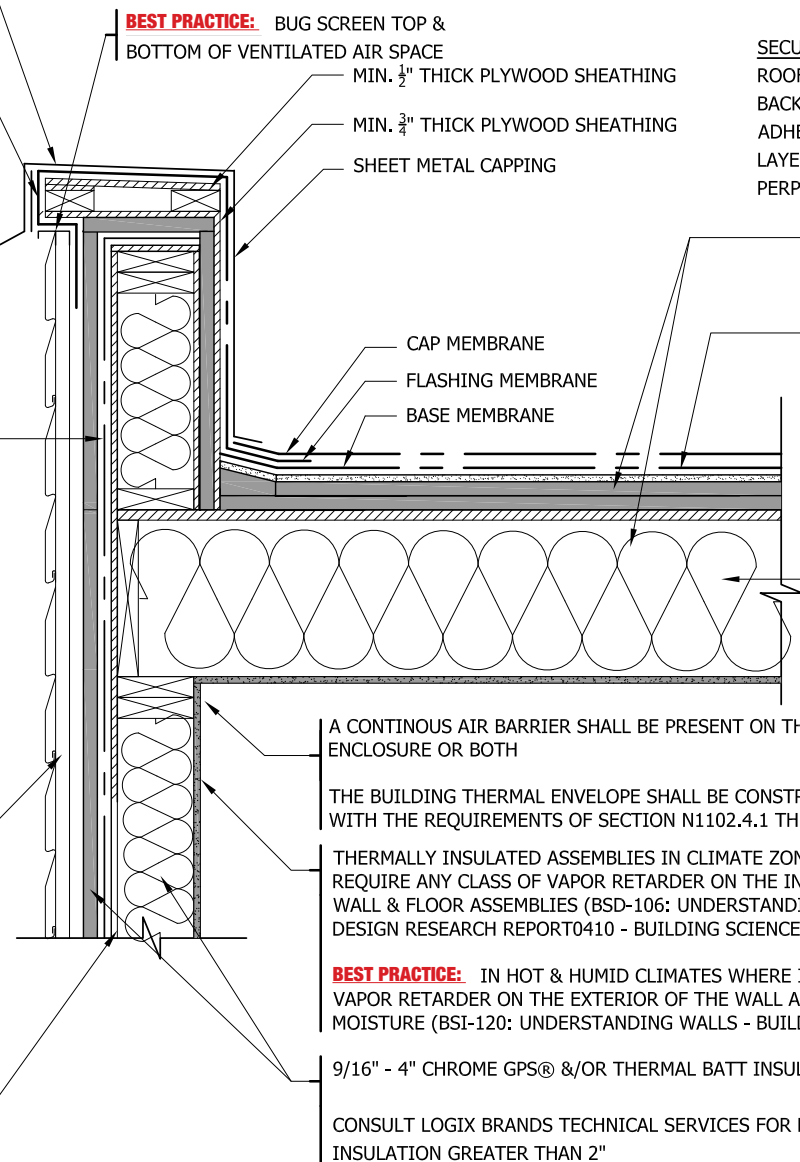 BEST PRACTICE: BUG SCREEN TOP &
BOTTOM OF VENTILATED AIR SPACE
MIN. 1/2" THICK PLYWOOD SHEATHING
MIN. 3/4" THICK PLYWOOD SHEATHING
SHEET METAL CAPPING
SECU
ROOF
BACK
ADHE
LAYE
PERP
CAP MEMBRANE
FLASHING MEMBRANE
BASE MEMBRANE
A CONTINOUS AIR BARRIER SHALL BE PRESENT ON TH
ENCLOSURE OR BOTH
THE BUILDING THERMAL ENVELOPE SHALL BE CONSTR
WITH THE REQUIREMENTS OF SECTION N1102.4.1 TH
THERMALLY INSULATED ASSEMBLIES IN CLIMATE ZON
REQUIRE ANY CLASS OF VAPOR RETARDER ON THE IN
WALL & FLOOR ASSEMBLIES (BSD-106: UNDERSTANDI
DESIGN RESEARCH REPORT0410 - BUILDING SCIENCE
BEST PRACTICE: IN HOT & HUMID CLIMATES WHERE I
VAPOR RETARDER ON THE EXTERIOR OF THE WALL A
MOISTURE (BSI-120: UNDERSTANDING WALLS - BUILD
9/16" - 4" CHROME GPS® &/OR THERMAL BATT INSUL
CONSULT LOGIX BRANDS TECHNICAL SERVICES FOR
INSULATION GREATER THAN 2"